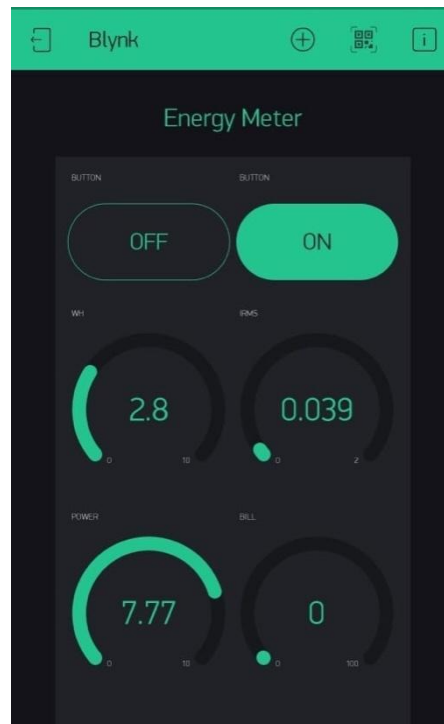 Blynk
i
Energy Meter
BUTTON BUTTON
OFF ON
WH IRMS
2.8 0.039
0 10 0 2
POWER BILL
7.77 0
0 10 0 100